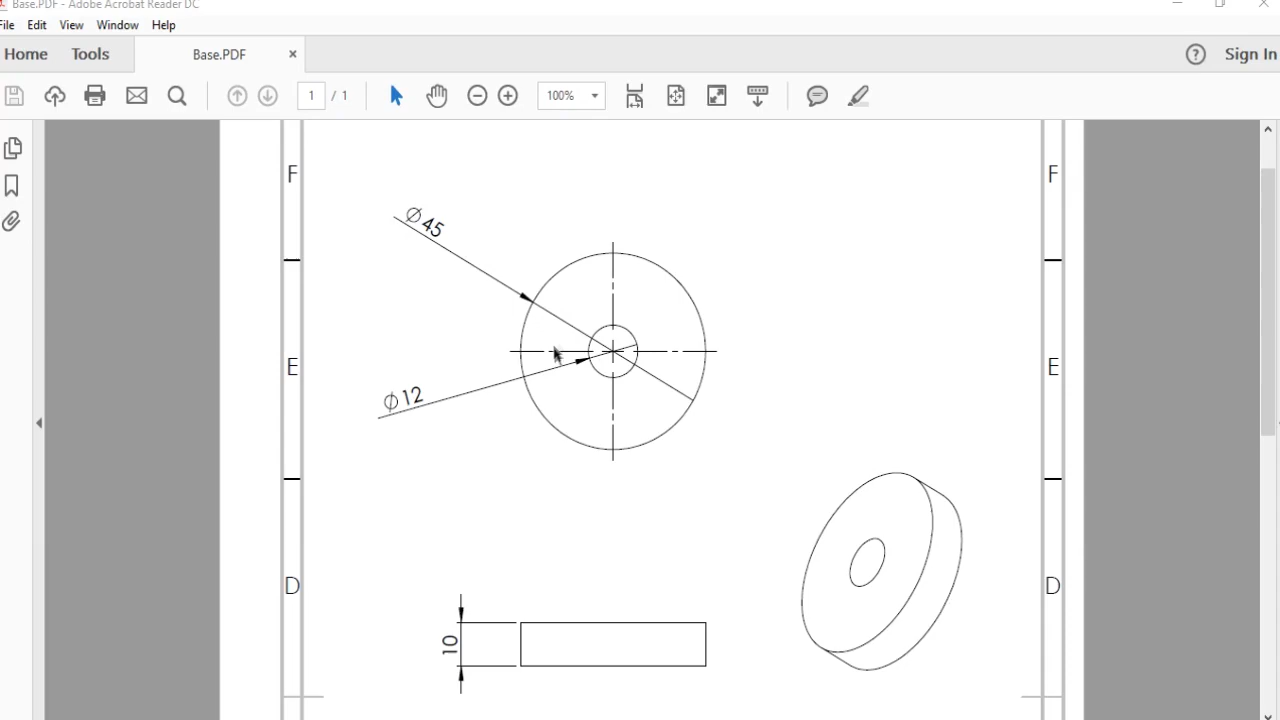 Base.PDF - Adobe Acrobat Reader DC
File Edit View Window Help
Home Tools Base.PDF × ? Sign In
1 / 1 100%
F F
Ø45
E E
Ø12
D D
10